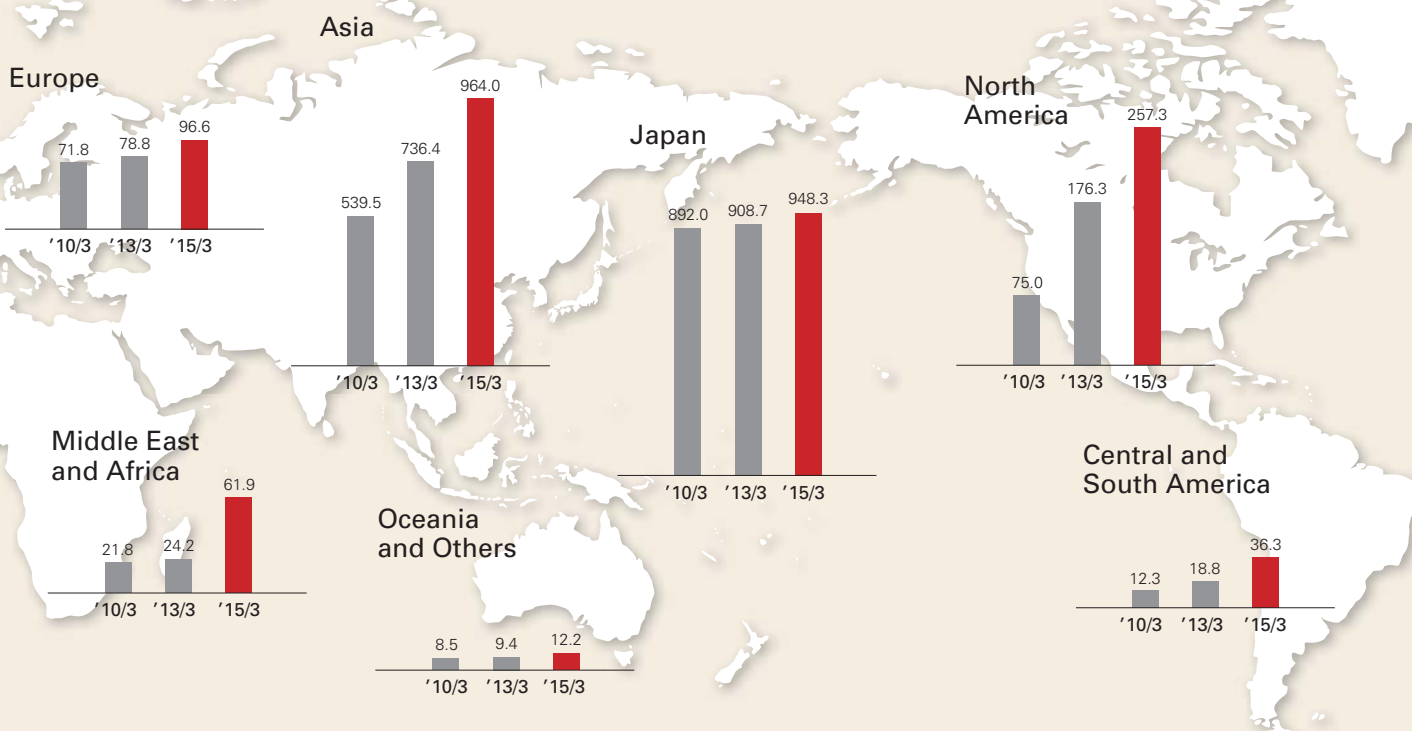 Asia
964.0
736.4
539.5
’10/3 ’13/3 ’15/3
Europe
96.6
78.8
71.8
’10/3 ’13/3 ’15/3
Japan
948.3
908.7
892.0
’10/3 ’13/3 ’15/3
North
America
257.3
176.3
75.0
’10/3 ’13/3 ’15/3
Middle East
and Africa
61.9
24.2
21.8
’10/3 ’13/3 ’15/3
Oceania
and Others
12.2
9.4
8.5
’10/3 ’13/3 ’15/3
Central and
South America
36.3
18.8
12.3
’10/3 ’13/3 ’15/3